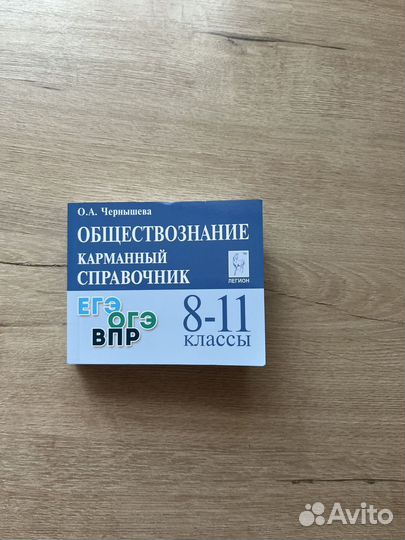 О.А. Чернышева
ОБЩЕСТВОЗНАНИЕ
КАРМАННЫЙ
СПРАВОЧНИК
ЛЕГИОН
ЕГЭ
ОГЭ
ВПР
8-11
классы
Avito